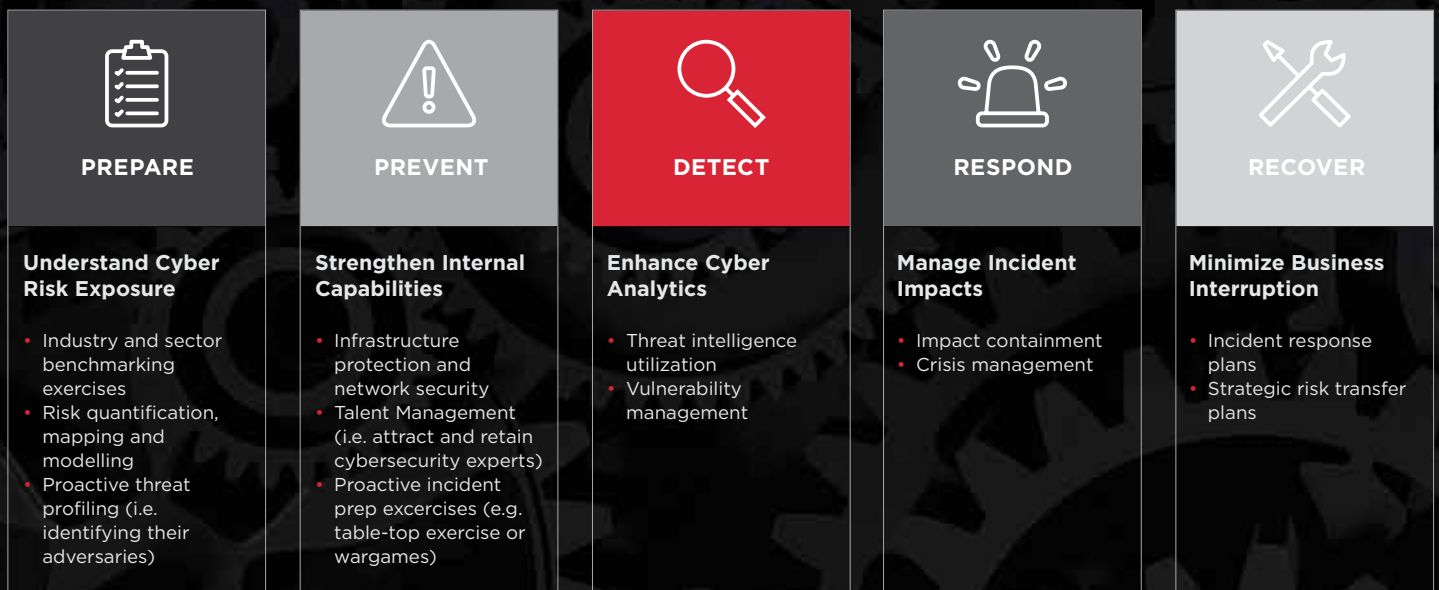 PREPARE
Understand Cyber
Risk Exposure
• Industry and sector
benchmarking
exercises
• Risk quantification,
mapping and
modelling
• Proactive threat
profiling (i.e.
identifying their
adversaries)
PREVENT
Strengthen Internal
Capabilities
• Infrastructure
protection and
network security
• Talent Management
(i.e. attract and retain
cybersecurity experts)
• Proactive incident
prep excercises (e.g.
table-top exercise or
wargames)
DETECT
Enhance Cyber
Analytics
• Threat intelligence
utilization
• Vulnerability
management
RESPOND
Manage Incident
Impacts
• Impact containment
• Crisis management
RECOVER
Minimize Business
Interruption
• Incident response
plans
• Strategic risk transfer
plans